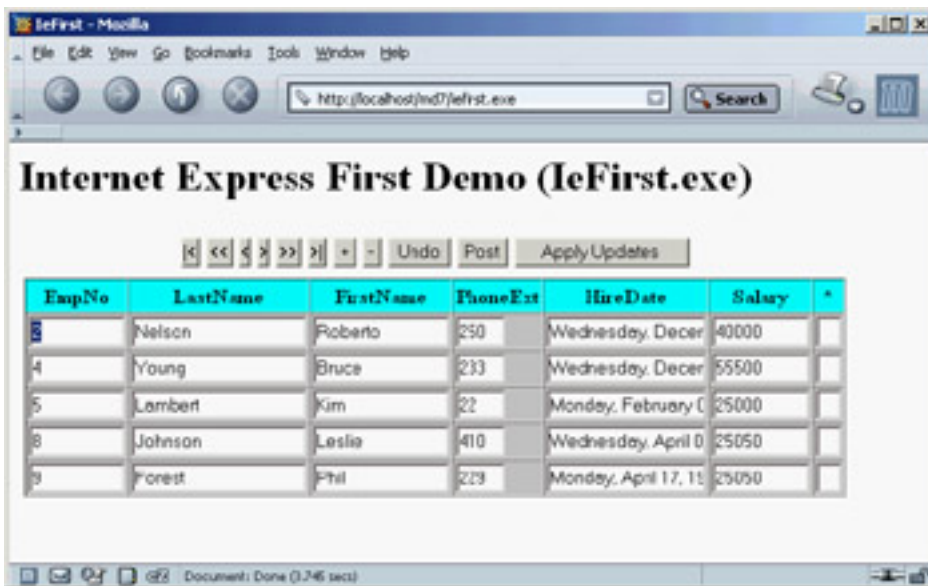 IeFirst - Mozilla
File Edit View Go Bookmarks Tools Window Help
http://localhost/md7/iefirst.exe Search
Internet Express First Demo (IeFirst.exe)
|< << < > >> >| + - Undo Post Apply Updates
EmpNo LastName FirstName PhoneExt HireDate Salary *
2 Nelson Roberto 250 Wednesday, Decer 40000
4 Young Bruce 233 Wednesday, Decer 55500
5 Lambert Kim 22 Monday, February 0 25000
8 Johnson Leslie 410 Wednesday, April 0 25050
9 Forest Phil 229 Monday, April 17, 19 25050
Document: Done (3.745 secs)